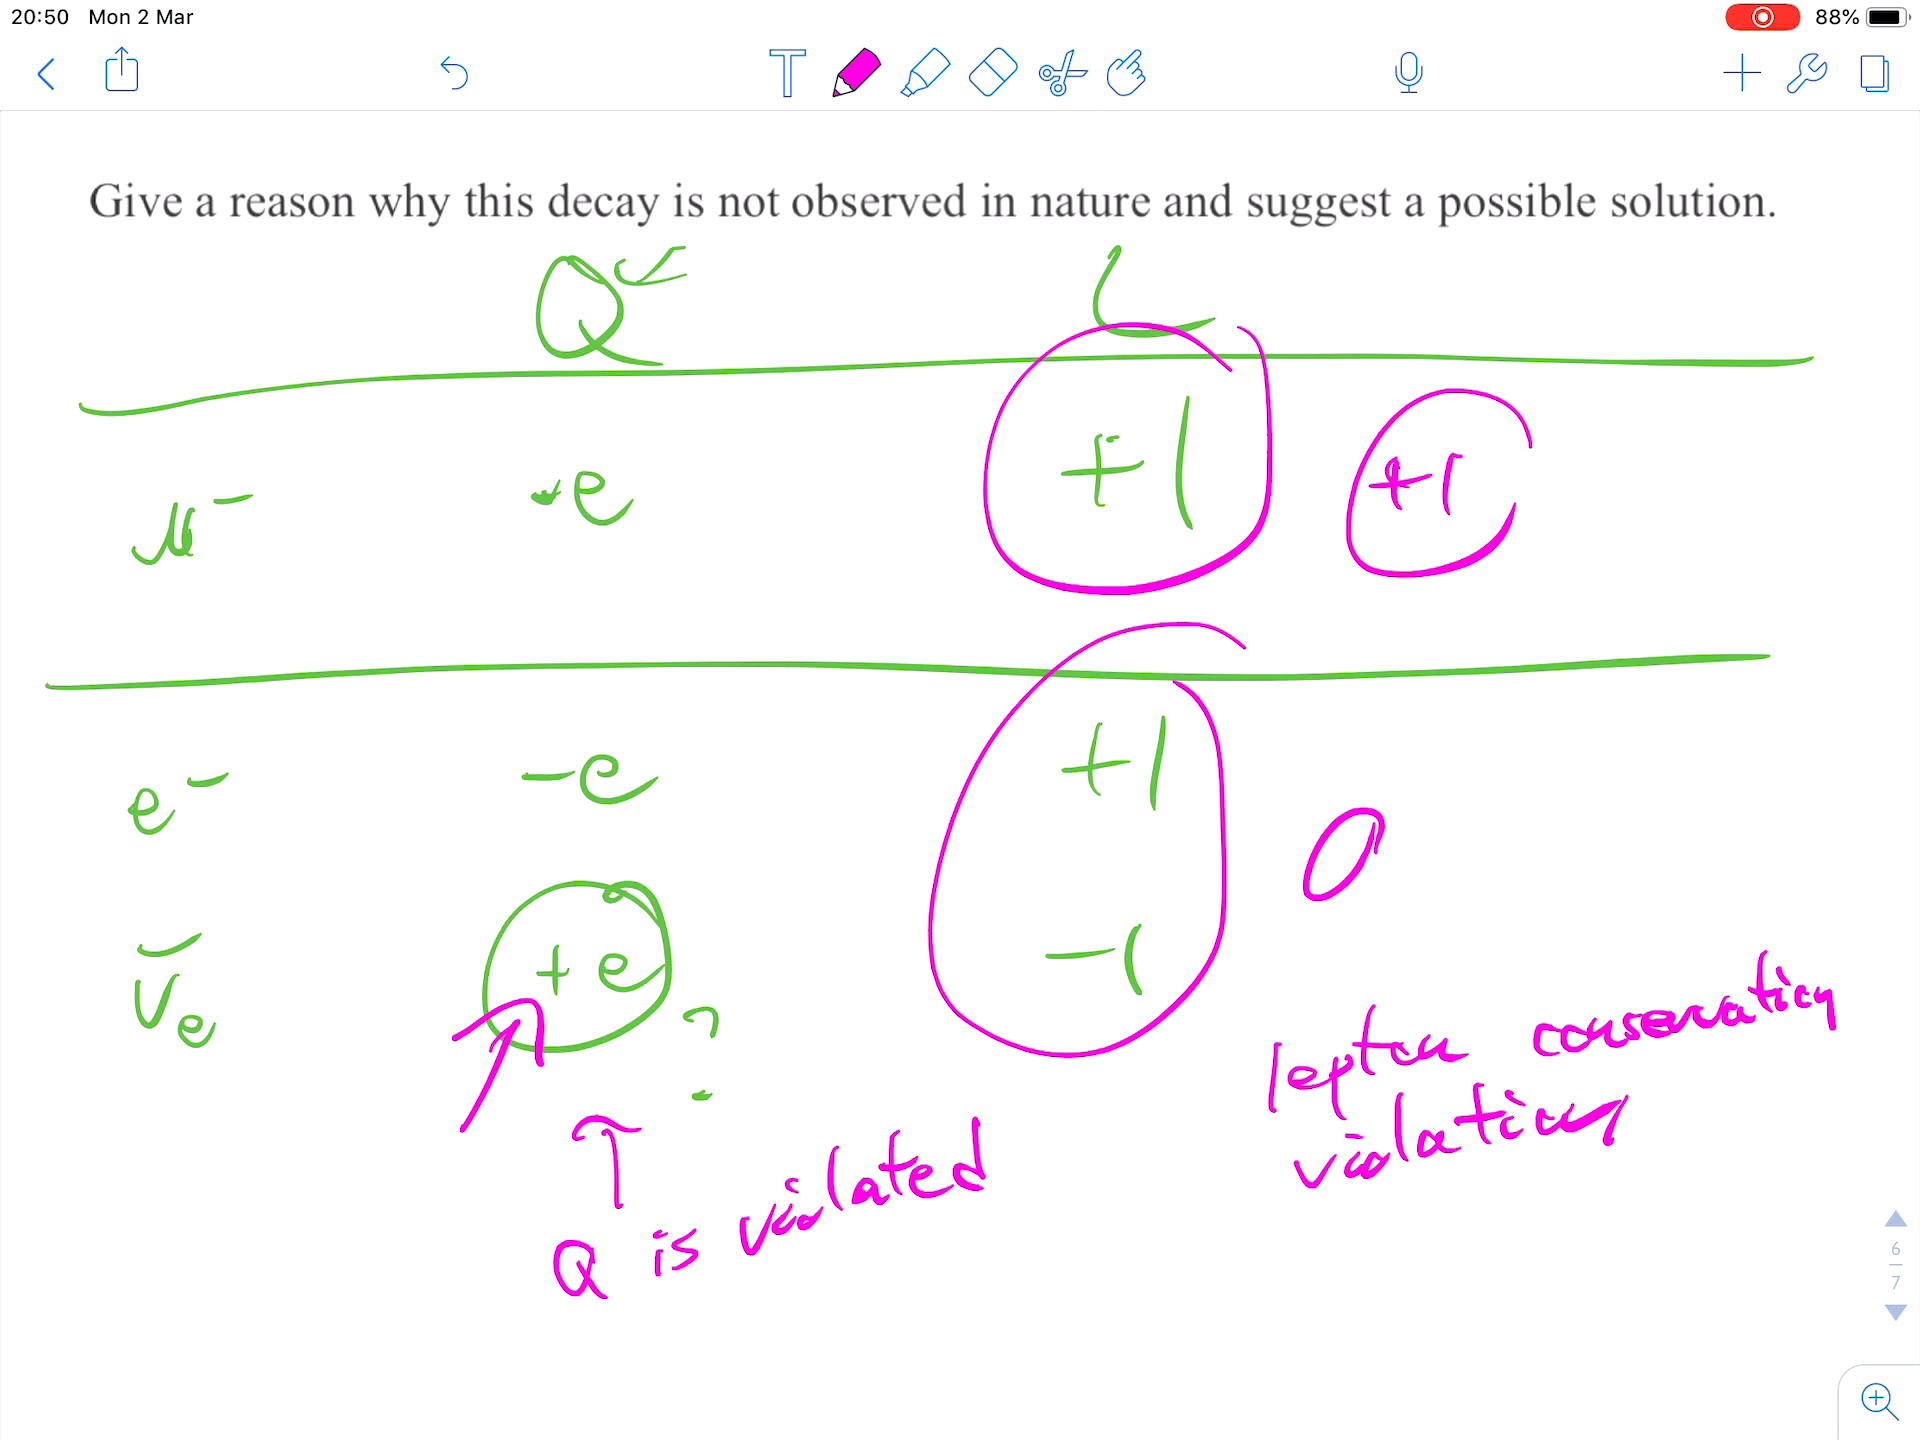 20:50 Mon 2 Mar 88%
T
Give a reason why this decay is not observed in nature and suggest a possible solution.
Q L
μ⁻ -e +1 +1
e⁻ -e +1
0
ν̄e +e ? -1
lepton conservation
violation
Q is violated
6
7